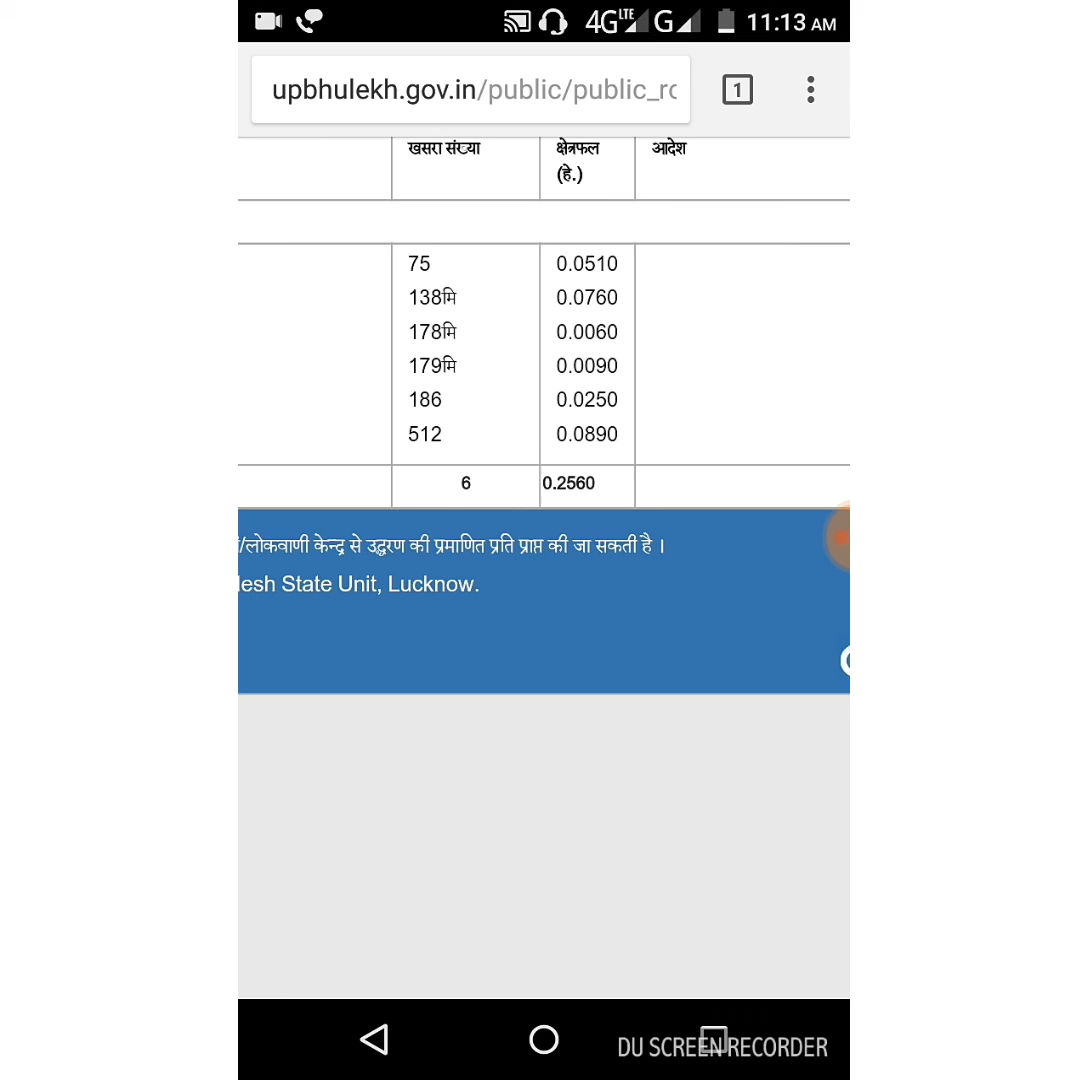 4G LTE G 11:13 AM
upbhulekh.gov.in/public/public_rc
1
खसरा संख्या क्षेत्रफल (हे.) आदेश
75 0.0510
138मि 0.0760
178मि 0.0060
179मि 0.0090
186 0.0250
512 0.0890
6 0.2560
/लोकवाणी केन्द्र से उद्धरण की प्रमाणित प्रति प्राप्त की जा सकती है ।
lesh State Unit, Lucknow.
DU SCREEN RECORDER